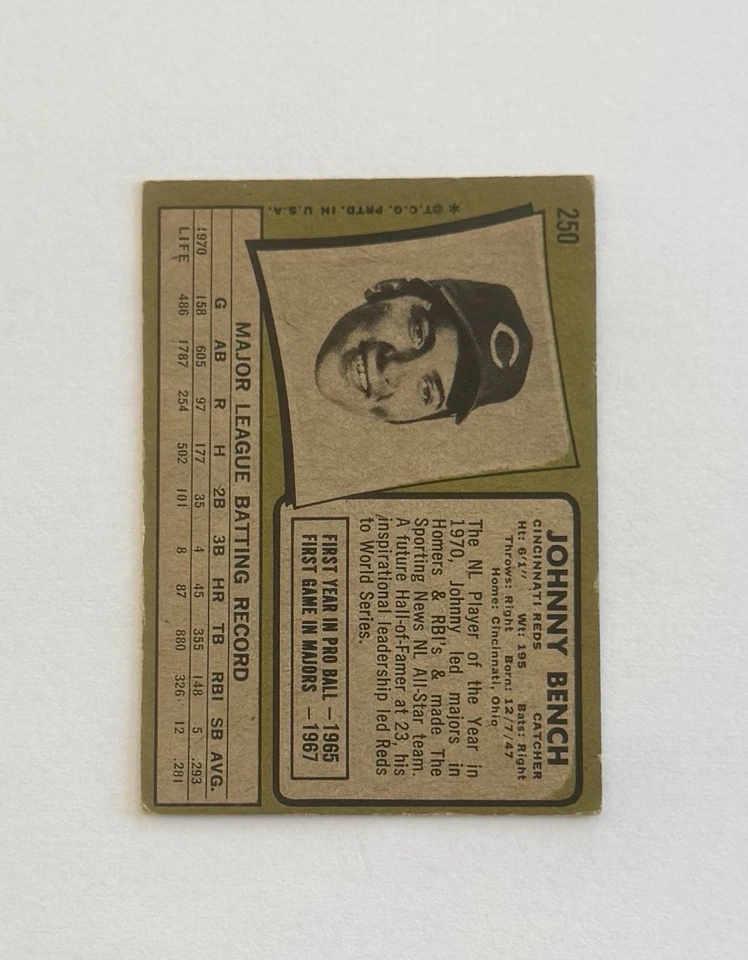 250
JOHNNY BENCH
CINCINNATI REDS CATCHER
Ht: 6'1" Wt: 195 Bats: Right
Throws: Right Born: 12/7/47
Home: Cincinnati, Ohio
The NL Player of the Year in
1970, Johnny led majors in
Homers & RBI's & made The
Sporting News NL All-Star team.
A future Hall-of-Famer at 23, his
inspirational leadership led Reds
to World Series.
FIRST YEAR IN PRO BALL — 1965
FIRST GAME IN MAJORS — 1967
MAJOR LEAGUE BATTING RECORD
G AB R H 2B 3B HR TB RBI SB AVG.
1970 158 605 97 177 35 4 45 355 148 5 .293
LIFE 486 1787 254 502 101 8 87 880 326 12 .281
*©T.C.G. PRTD. IN U.S.A.
C